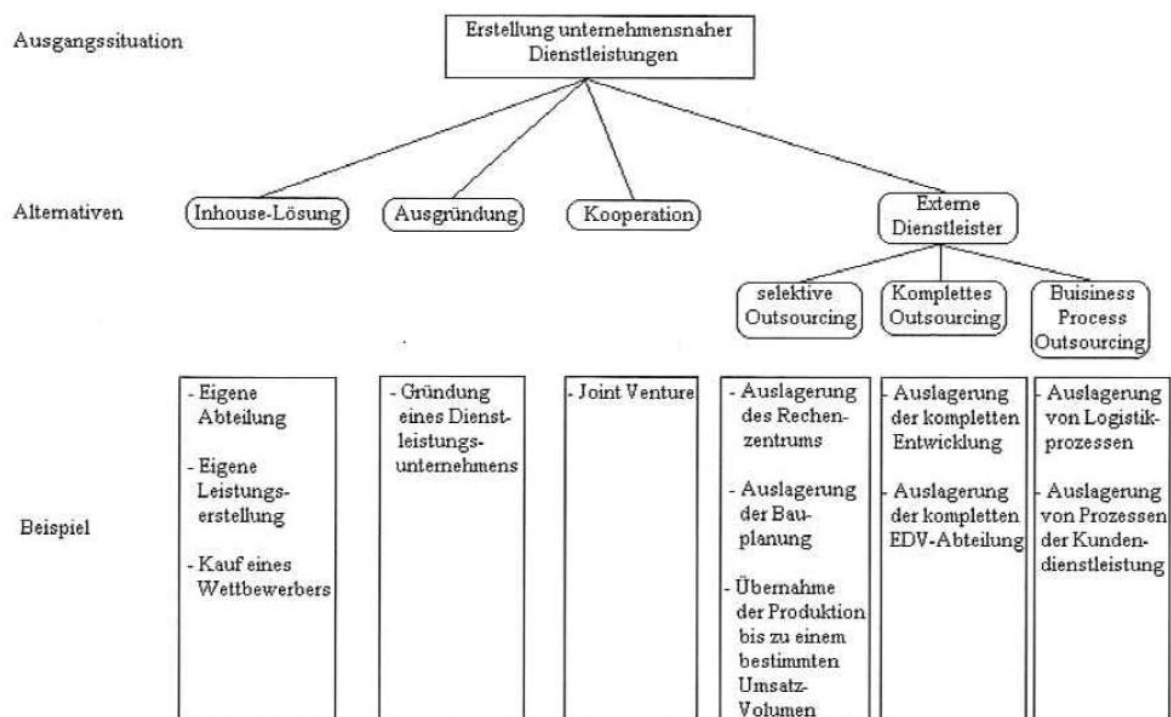 Ausgangssituation
Erstellung unternehmensnaher
Dienstleistungen
Alternativen
Inhouse-Lösung
Ausgründung
Kooperation
Externe
Dienstleister
selektive
Outsourcing
Komplettes
Outsourcing
Buisiness
Process
Outsourcing
Beispiel
- Eigene
Abteilung
- Eigene
Leistungs-
erstellung
- Kauf eines
Wettbewerbers
- Gründung
eines Dienst-
leistungs-
unternehmens
- Joint Venture
- Auslagerung
des Rechen-
zentrums
- Auslagerung
der Bau-
planung
- Übernahme
der Produktion
bis zu einem
bestimmten
Umsatz-
Volumen
- Auslagerung
der kompletten
Entwicklung
- Auslagerung
der kompletten
EDV-Abteilung
- Auslagerung
von Logistik-
prozessen
- Auslagerung
von Prozessen
der Kunden-
dienstleistung